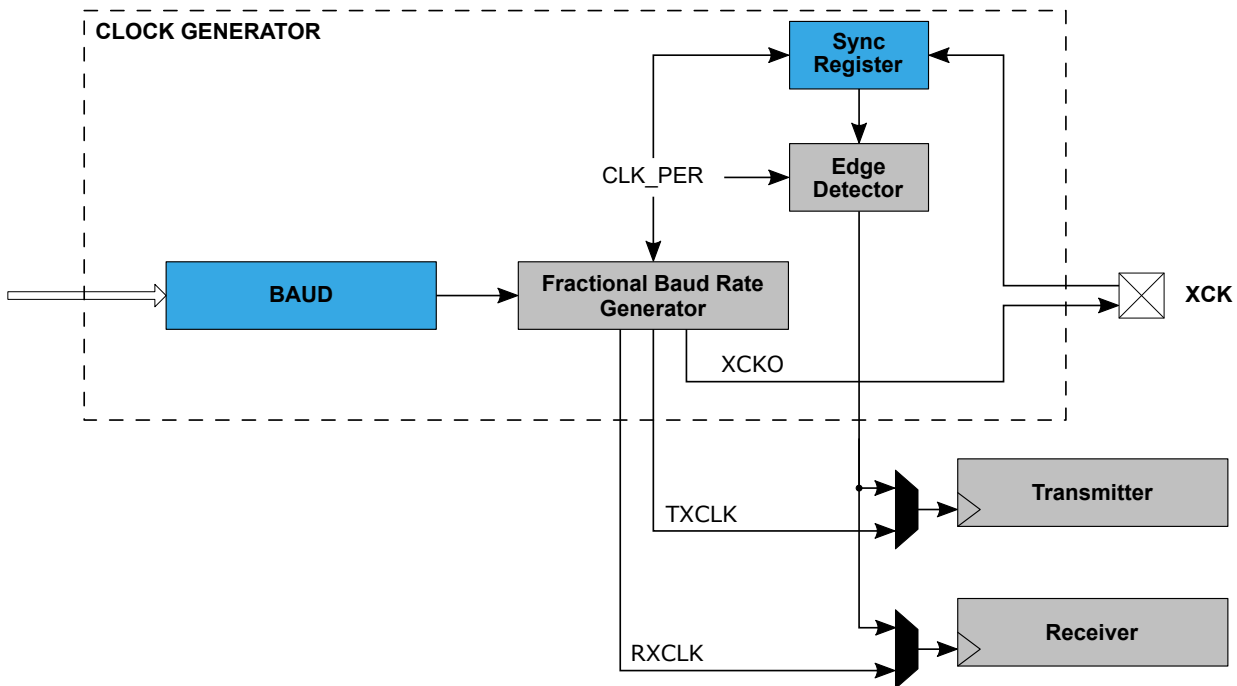 CLOCK GENERATOR
Sync
Register
CLK_PER
Edge
Detector
BAUD
Fractional Baud Rate
Generator
XCK
XCKO
TXCLK
Transmitter
RXCLK
Receiver